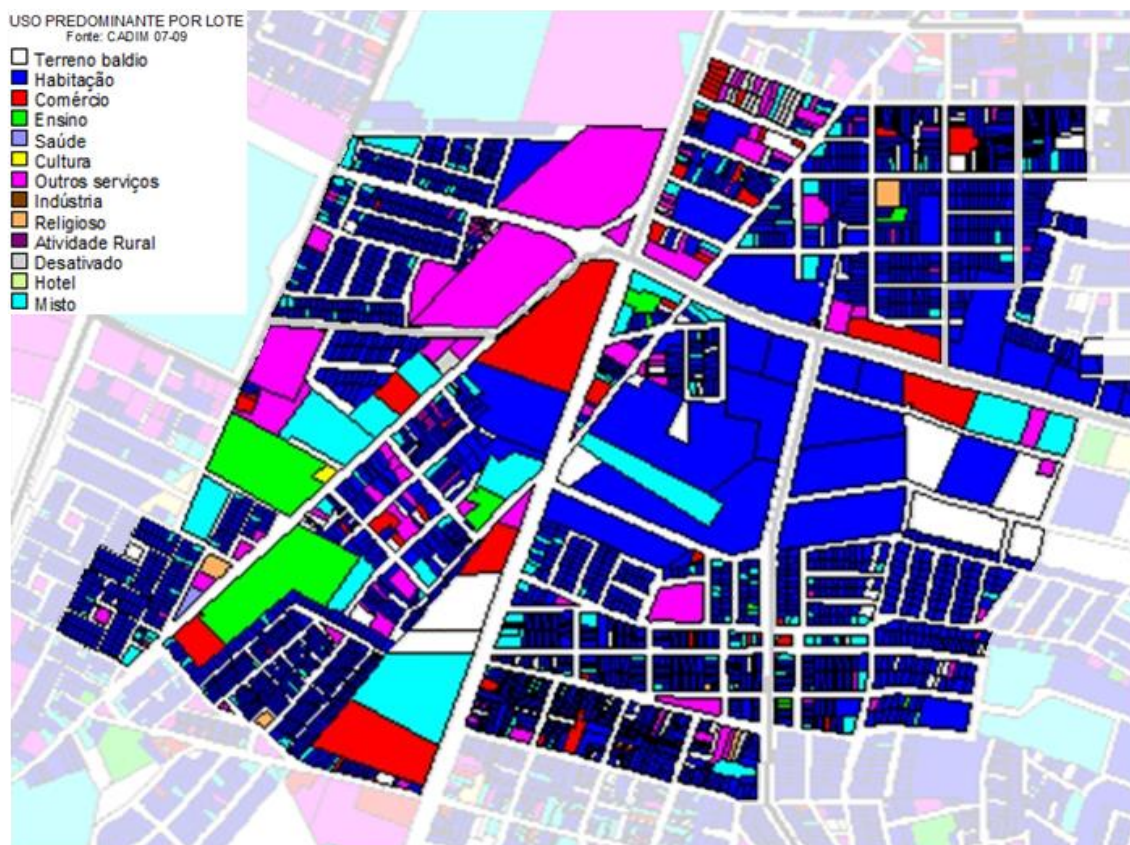 USO PREDOMINANTE POR LOTE
Fonte: CADIM 07-09
Terreno baldio
Habitação
Comércio
Ensino
Saúde
Cultura
Outros serviços
Indústria
Religioso
Atividade Rural
Desativado
Hotel
Misto